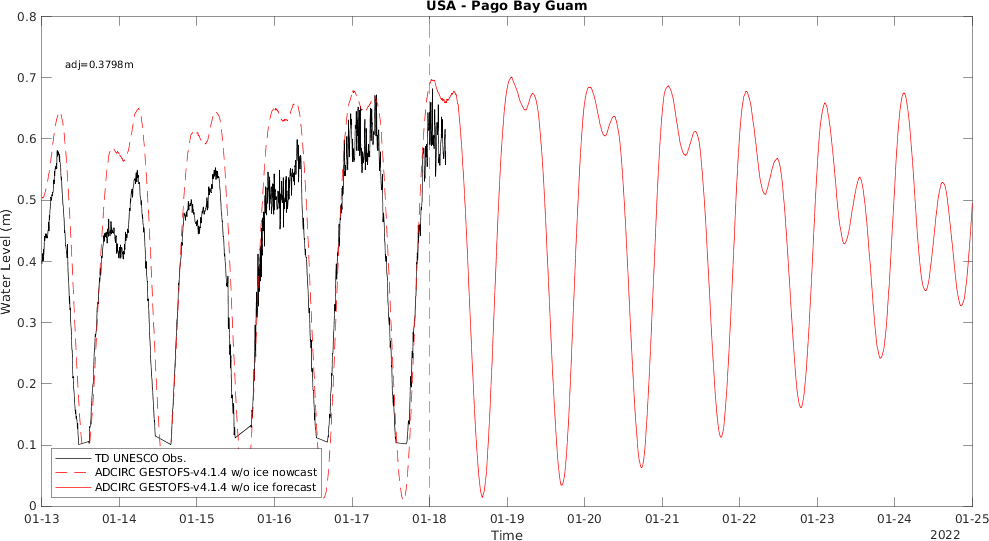 USA - Pago Bay Guam
adj=0.3798m
Water Level (m)
0.8
0.7
0.6
0.5
0.4
0.3
0.2
0.1
0
TD UNESCO Obs.
ADCIRC GESTOFS-v4.1.4 w/o ice nowcast
ADCIRC GESTOFS-v4.1.4 w/o ice forecast
01-13 01-14 01-15 01-16 01-17 01-18 01-19 01-20 01-21 01-22 01-23 01-24 01-25
Time
2022